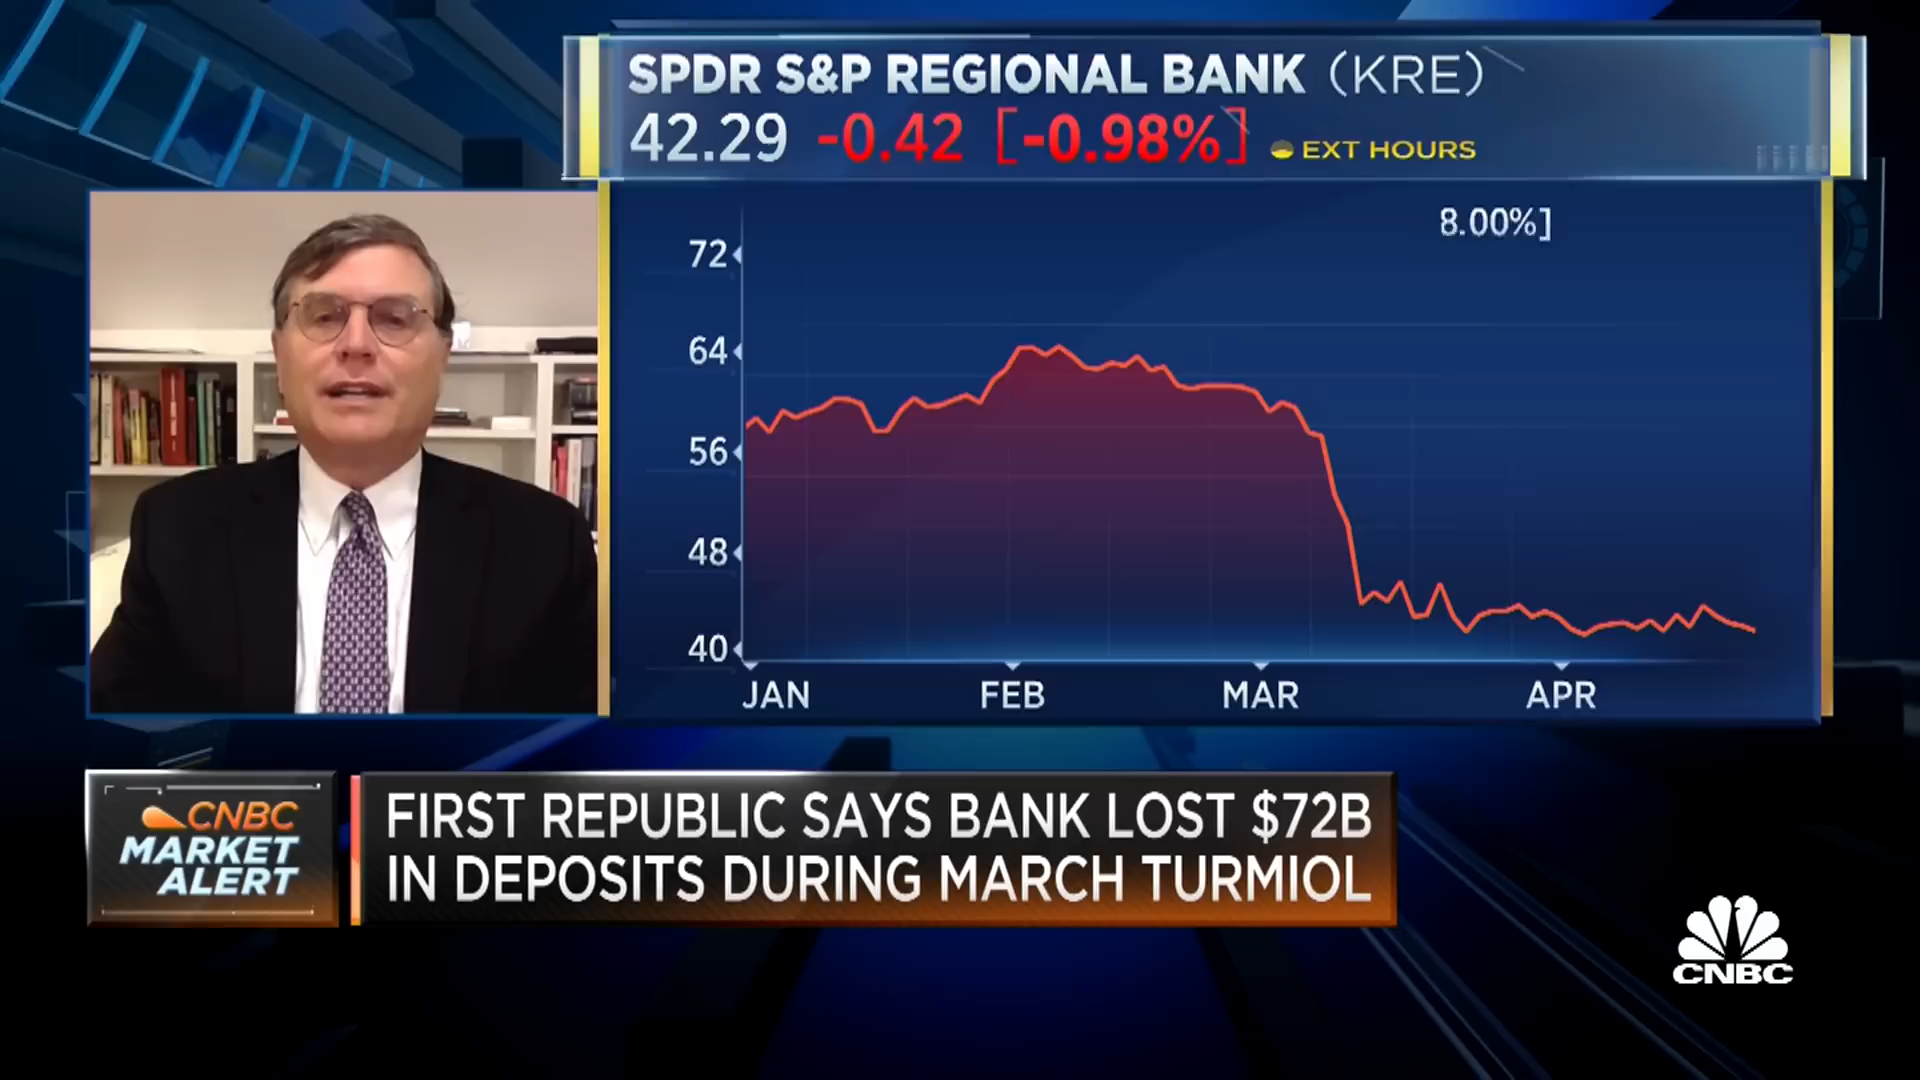 SPDR S&P REGIONAL BANK (KRE)
42.29 -0.42 [-0.98%] EXT HOURS
8.00%]
72
64
56
48
40
JAN FEB MAR APR
CNBC
MARKET
ALERT
FIRST REPUBLIC SAYS BANK LOST $72B
IN DEPOSITS DURING MARCH TURMIOL
CNBC